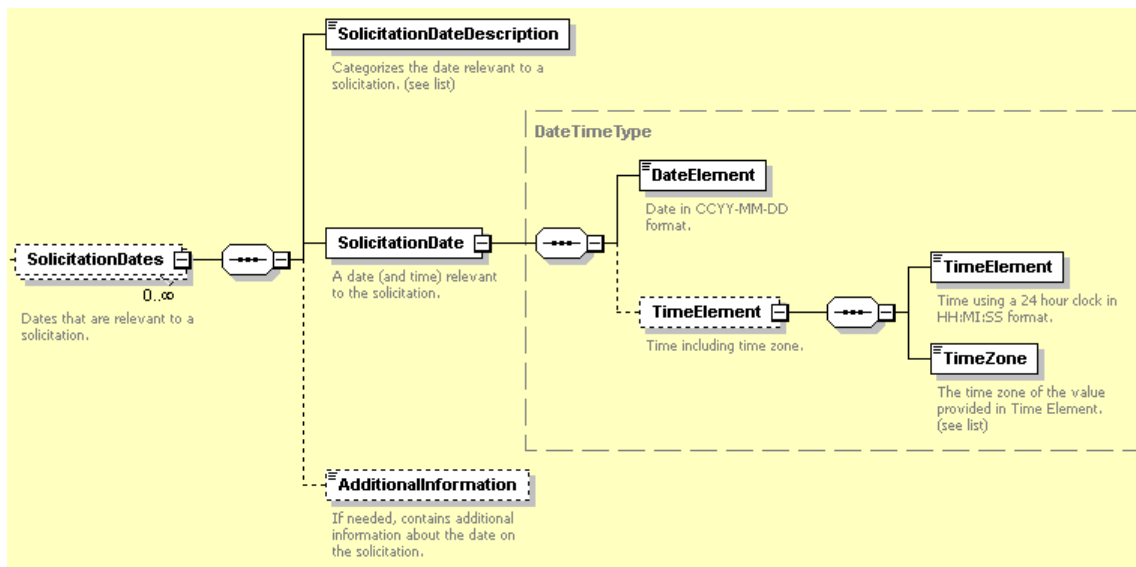 SolicitationDateDescription
Categorizes the date relevant to a
solicitation. (see list)
DateTimeType
DateElement
Date in CCYY-MM-DD
format.
SolicitationDates
0..∞
Dates that are relevant to a
solicitation.
SolicitationDate
A date (and time) relevant
to the solicitation.
TimeElement
Time including time zone.
TimeElement
Time using a 24 hour clock in
HH:MI:SS format.
TimeZone
The time zone of the value
provided in Time Element.
(see list)
AdditionalInformation
If needed, contains additional
information about the date on
the solicitation.